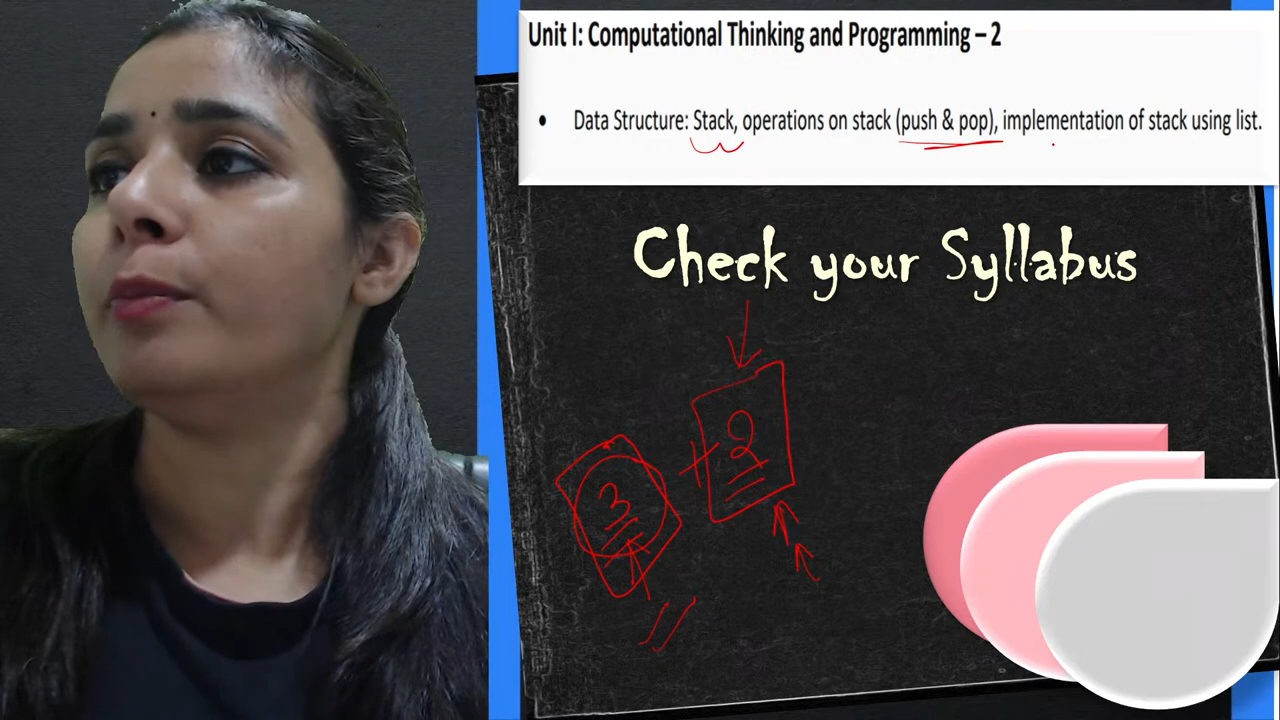 Unit I: Computational Thinking and Programming – 2
• Data Structure: Stack, operations on stack (push & pop), implementation of stack using list.
Check your Syllabus
3 + 2